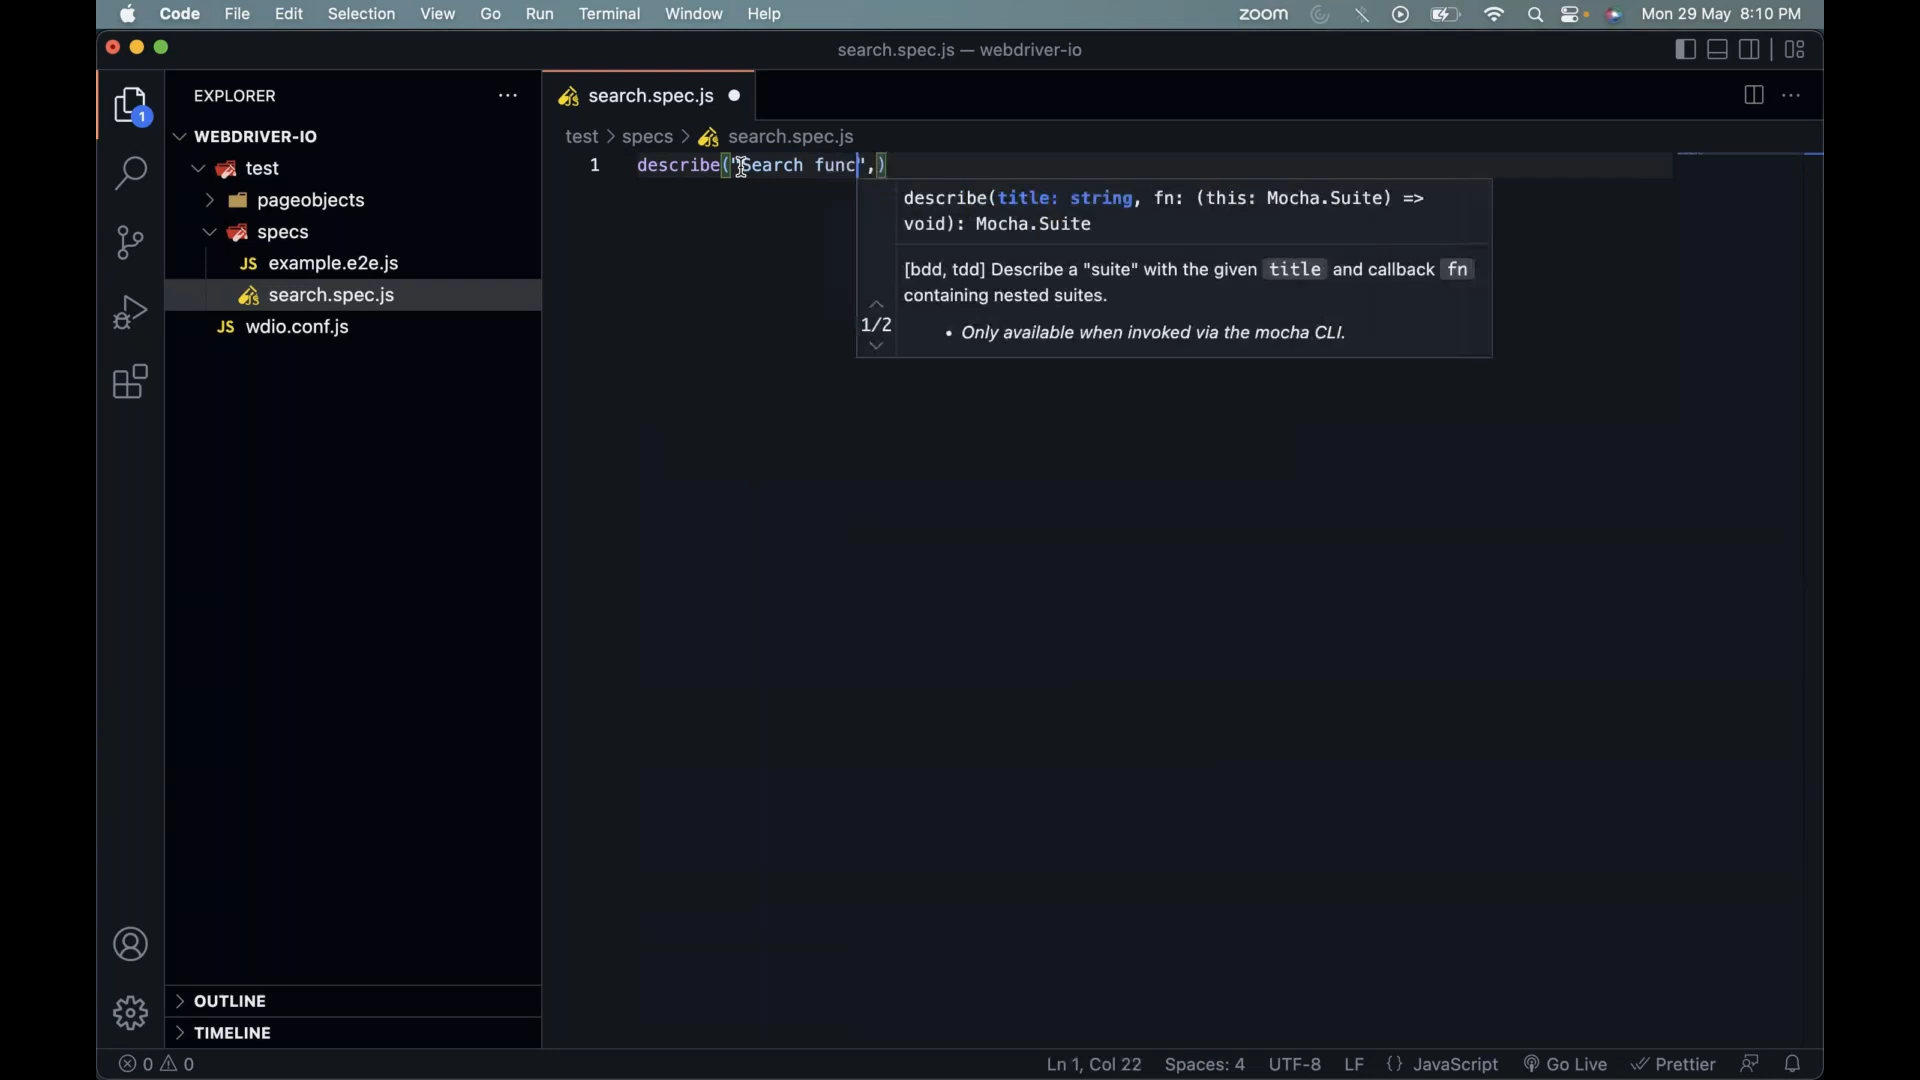 Code File Edit Selection View Go Run Terminal Window Help zoom Mon 29 May 8:10 PM
search.spec.js — webdriver-io
EXPLORER
1
WEBDRIVER-IO
test
pageobjects
specs
JS example.e2e.js
search.spec.js
JS wdio.conf.js
OUTLINE
TIMELINE
search.spec.js
test > specs > search.spec.js
1 describe("Search func",)
describe(title: string, fn: (this: Mocha.Suite) =>
void): Mocha.Suite
[bdd, tdd] Describe a "suite" with the given title and callback fn
containing nested suites.
1/2
• Only available when invoked via the mocha CLI.
0 0 Ln 1, Col 22 Spaces: 4 UTF-8 LF {} JavaScript Go Live Prettier